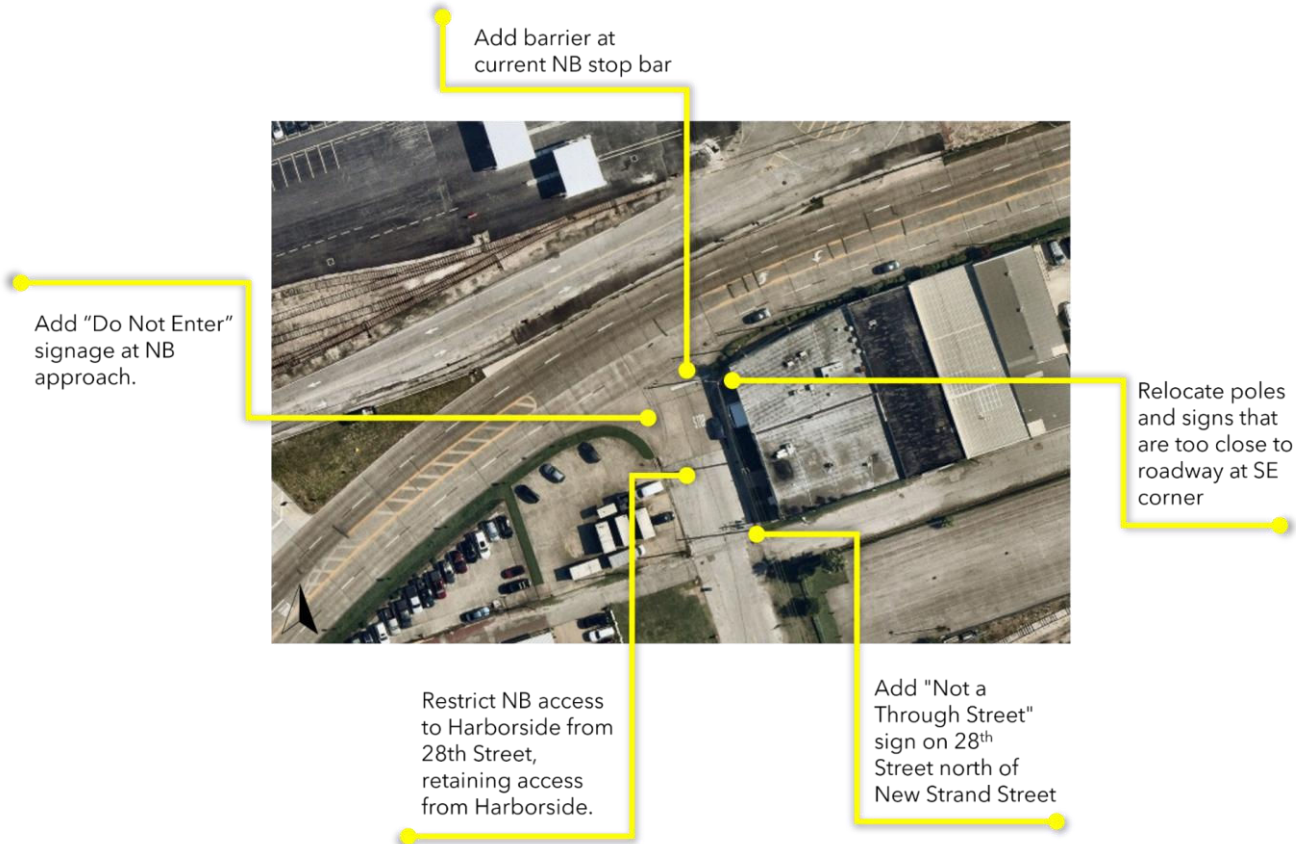 Add barrier at
current NB stop bar
Add “Do Not Enter”
signage at NB
approach.
Relocate poles
and signs that
are too close to
roadway at SE
corner
Restrict NB access
to Harborside from
28th Street,
retaining access
from Harborside.
Add "Not a
Through Street"
sign on 28th
Street north of
New Strand Street